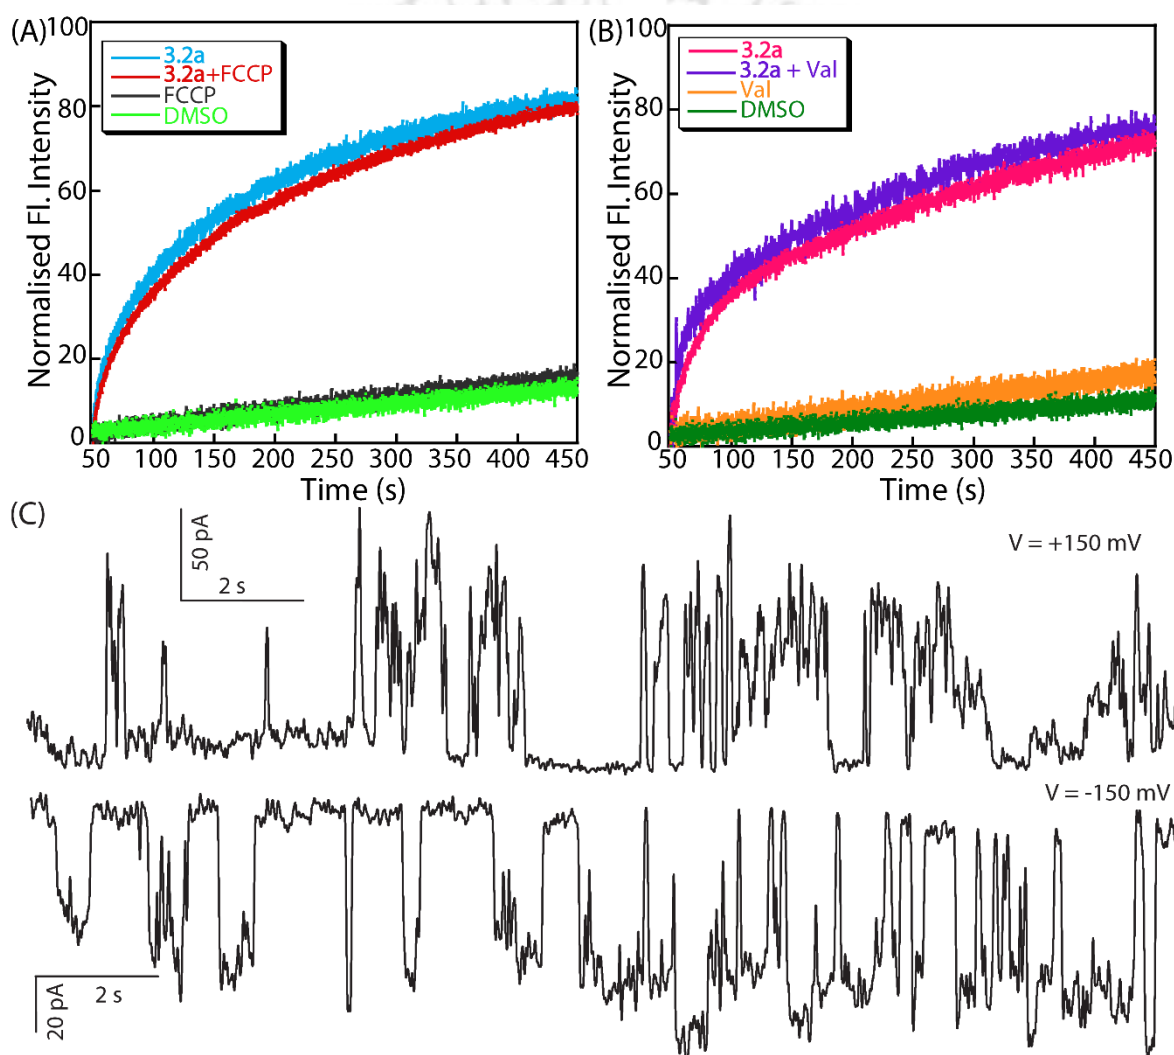 (A)
100
80
60
40
20
0
Normalised Fl. Intensity
3.2a
3.2a+FCCP
FCCP
DMSO
50 100 150 200 250 300 350 400 450
Time (s)
(B)
100
80
60
40
20
0
Normalised Fl. Intensity
3.2a
3.2a + Val
Val
DMSO
50 100 150 200 250 300 350 400 450
Time (s)
(C)
50 pA
2 s
V = +150 mV
V = -150 mV
20 pA
2 s